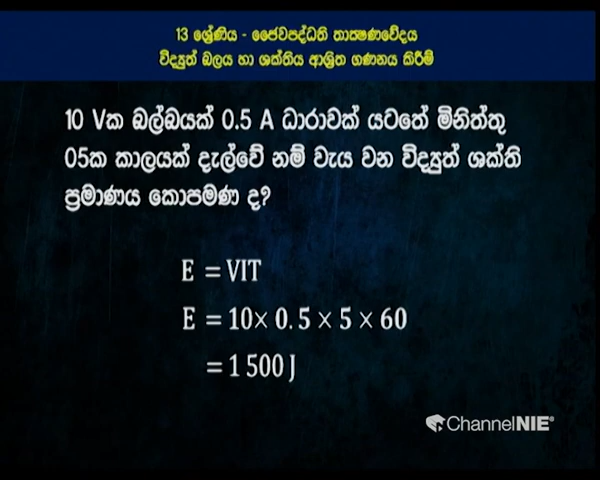 13 ශ්‍රේණිය - ජෛවපද්ධති තාක්ෂණවේදය
විද්‍යුත් බලය හා ශක්තිය ආශ්‍රිත ගණනය කිරීම්
10 Vක බල්බයක් 0.5 A ධාරාවක් යටතේ මිනිත්තු
05ක කාලයක් දැල්වේ නම් වැය වන විද්‍යුත් ශක්ති
ප්‍රමාණය කොපමණ ද?
E = VIT
E = 10× 0.5 × 5 × 60
= 1 500 J
ChannelNIE®